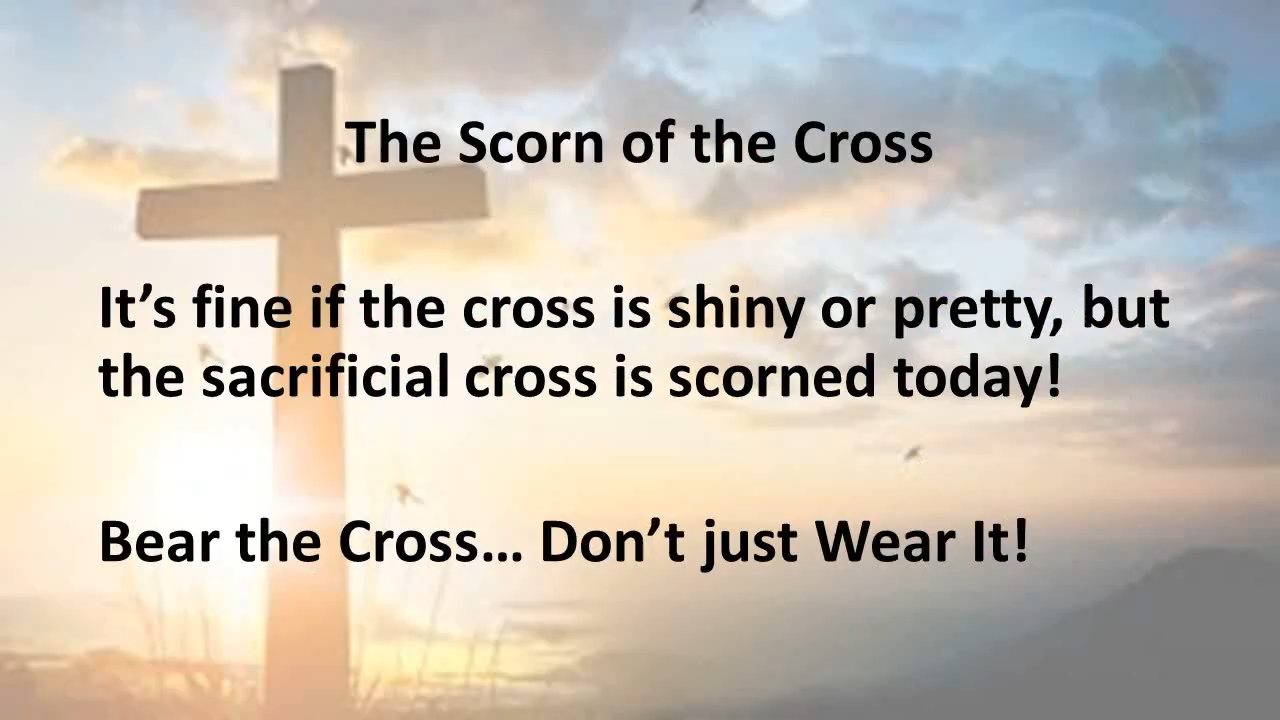 The Scorn of the Cross
It’s fine if the cross is shiny or pretty, but
the sacrificial cross is scorned today!
Bear the Cross… Don’t just Wear It!